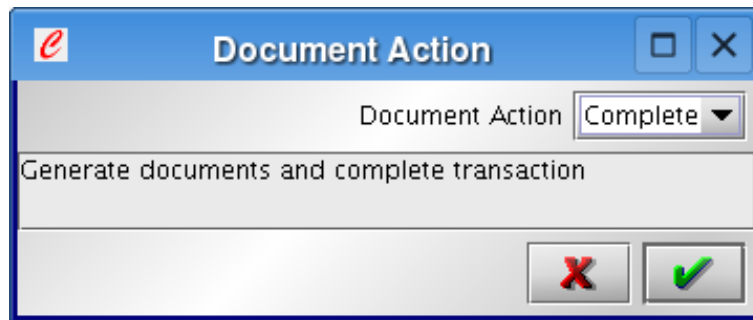 Document Action
Document Action Complete
Generate documents and complete transaction